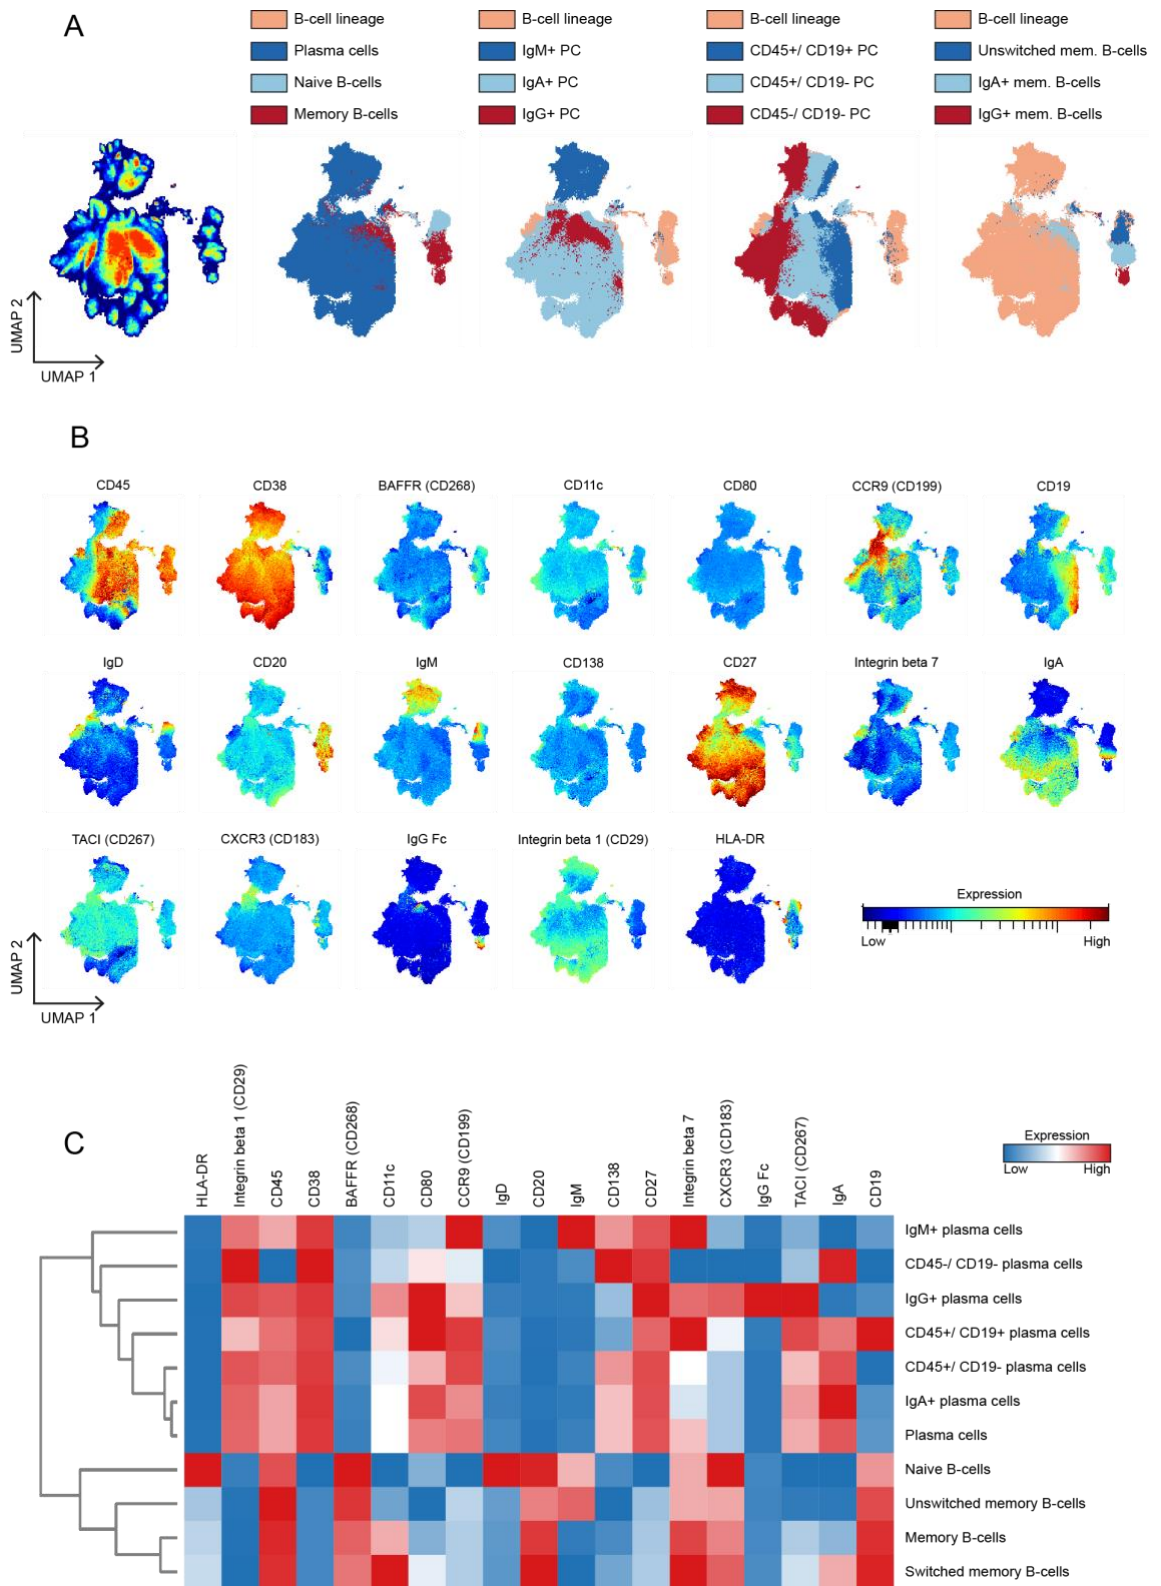 A
B-cell lineage
Plasma cells
Naive B-cells
Memory B-cells
B-cell lineage
IgM+ PC
IgA+ PC
IgG+ PC
B-cell lineage
CD45+/ CD19+ PC
CD45+/ CD19- PC
CD45-/ CD19- PC
B-cell lineage
Unswitched mem. B-cells
IgA+ mem. B-cells
IgG+ mem. B-cells
UMAP 2
UMAP 1
B
CD45
CD38
BAFFR (CD268)
CD11c
CD80
CCR9 (CD199)
CD19
IgD
CD20
IgM
CD138
CD27
Integrin beta 7
IgA
TACI (CD267)
CXCR3 (CD183)
IgG Fc
Integrin beta 1 (CD29)
HLA-DR
Expression
Low
High
UMAP 2
UMAP 1
C
HLA-DR
Integrin beta 1 (CD29)
CD45
CD38
BAFFR (CD268)
CD11c
CD80
CCR9 (CD199)
IgD
CD20
IgM
CD138
CD27
Integrin beta 7
CXCR3 (CD183)
IgG Fc
TACI (CD267)
IgA
CD19
Expression
Low
High
IgM+ plasma cells
CD45-/ CD19- plasma cells
IgG+ plasma cells
CD45+/ CD19+ plasma cells
CD45+/ CD19- plasma cells
IgA+ plasma cells
Plasma cells
Naive B-cells
Unswitched memory B-cells
Memory B-cells
Switched memory B-cells